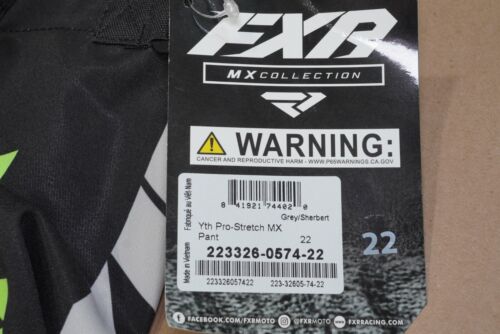 FXR
MX COLLECTION
WARNING:
CANCER AND REPRODUCTIVE HARM - WWW.P65WARNINGS.CA.GOV
Made in Vietnam Fabriqué au Viêt Nam
8 41921 74402 0
Grey/Sherbert
Yth Pro-Stretch MX
Pant 22
223326-0574-22
223326057422 223-32605-74-22
22
FACEBOOK.COM/FXRMOTO @FXRMOTO FXRRACING.COM